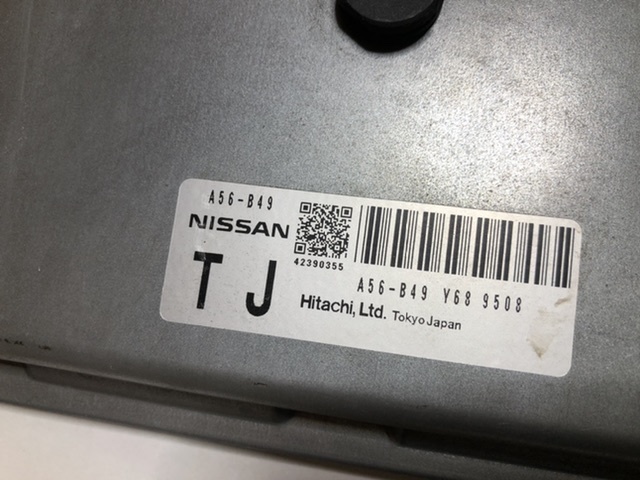 A56-B49
NISSAN
42390355
A56-B49 Y68 9508
TJ
Hitachi, Ltd. Tokyo Japan